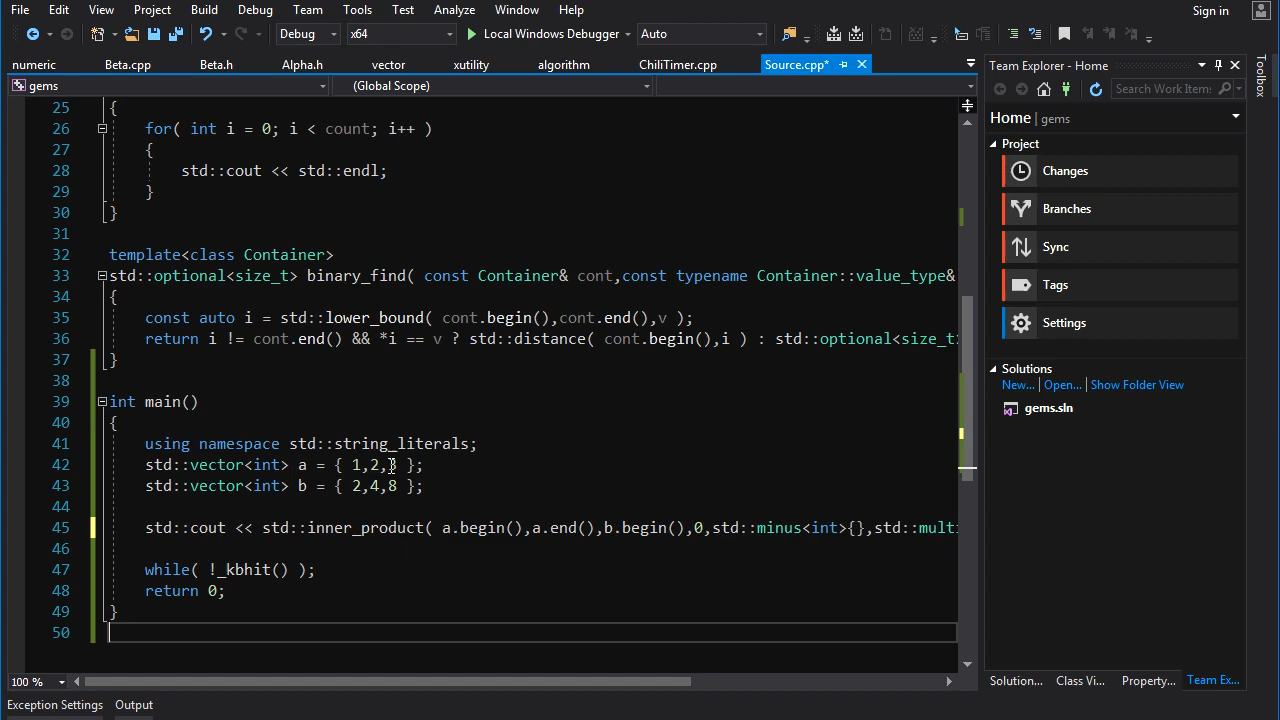 File Edit View Project Build Debug Team Tools Test Analyze Window Help Sign in
Debug x64 Local Windows Debugger Auto
numeric Beta.cpp Beta.h Alpha.h vector xutility algorithm ChiliTimer.cpp Source.cpp*
gems (Global Scope)
25 {
26 for( int i = 0; i < count; i++ )
27 {
28 std::cout << std::endl;
29 }
30 }
31
32 template<class Container>
33 std::optional<size_t> binary_find( const Container& cont,const typename Container::value_type&
34 {
35 const auto i = std::lower_bound( cont.begin(),cont.end(),v );
36 return i != cont.end() && *i == v ? std::distance( cont.begin(),i ) : std::optional<size_t>
37 }
38
39 int main()
40 {
41 using namespace std::string_literals;
42 std::vector<int> a = { 1,2,3 };
43 std::vector<int> b = { 2,4,8 };
44
45 std::cout << std::inner_product( a.begin(),a.end(),b.begin(),0,std::minus<int>{},std::multi
46
47 while( !_kbhit() );
48 return 0;
49 }
50
100 %
Exception Settings Output
Team Explorer - Home
Search Work Items
Home | gems
Project
Changes
Branches
Sync
Tags
Settings
Solutions
New... | Open... | Show Folder View
gems.sln
Solution... Class Vi... Property... Team Ex...
Toolbox